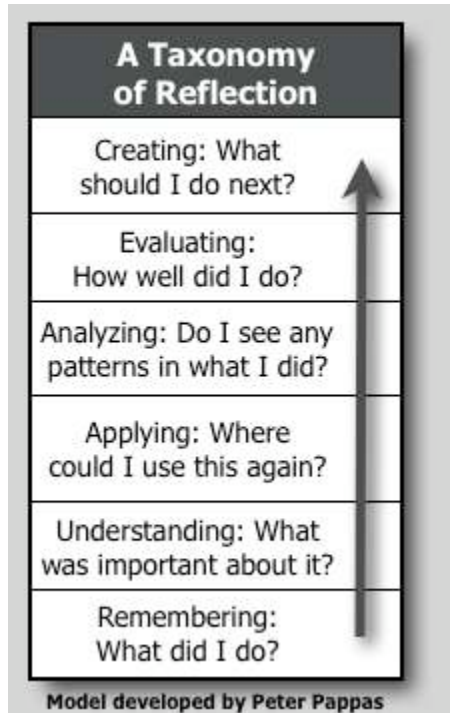 A Taxonomy
of Reflection
Creating: What
should I do next?
Evaluating:
How well did I do?
Analyzing: Do I see any
patterns in what I did?
Applying: Where
could I use this again?
Understanding: What
was important about it?
Remembering:
What did I do?
Model developed by Peter Pappas